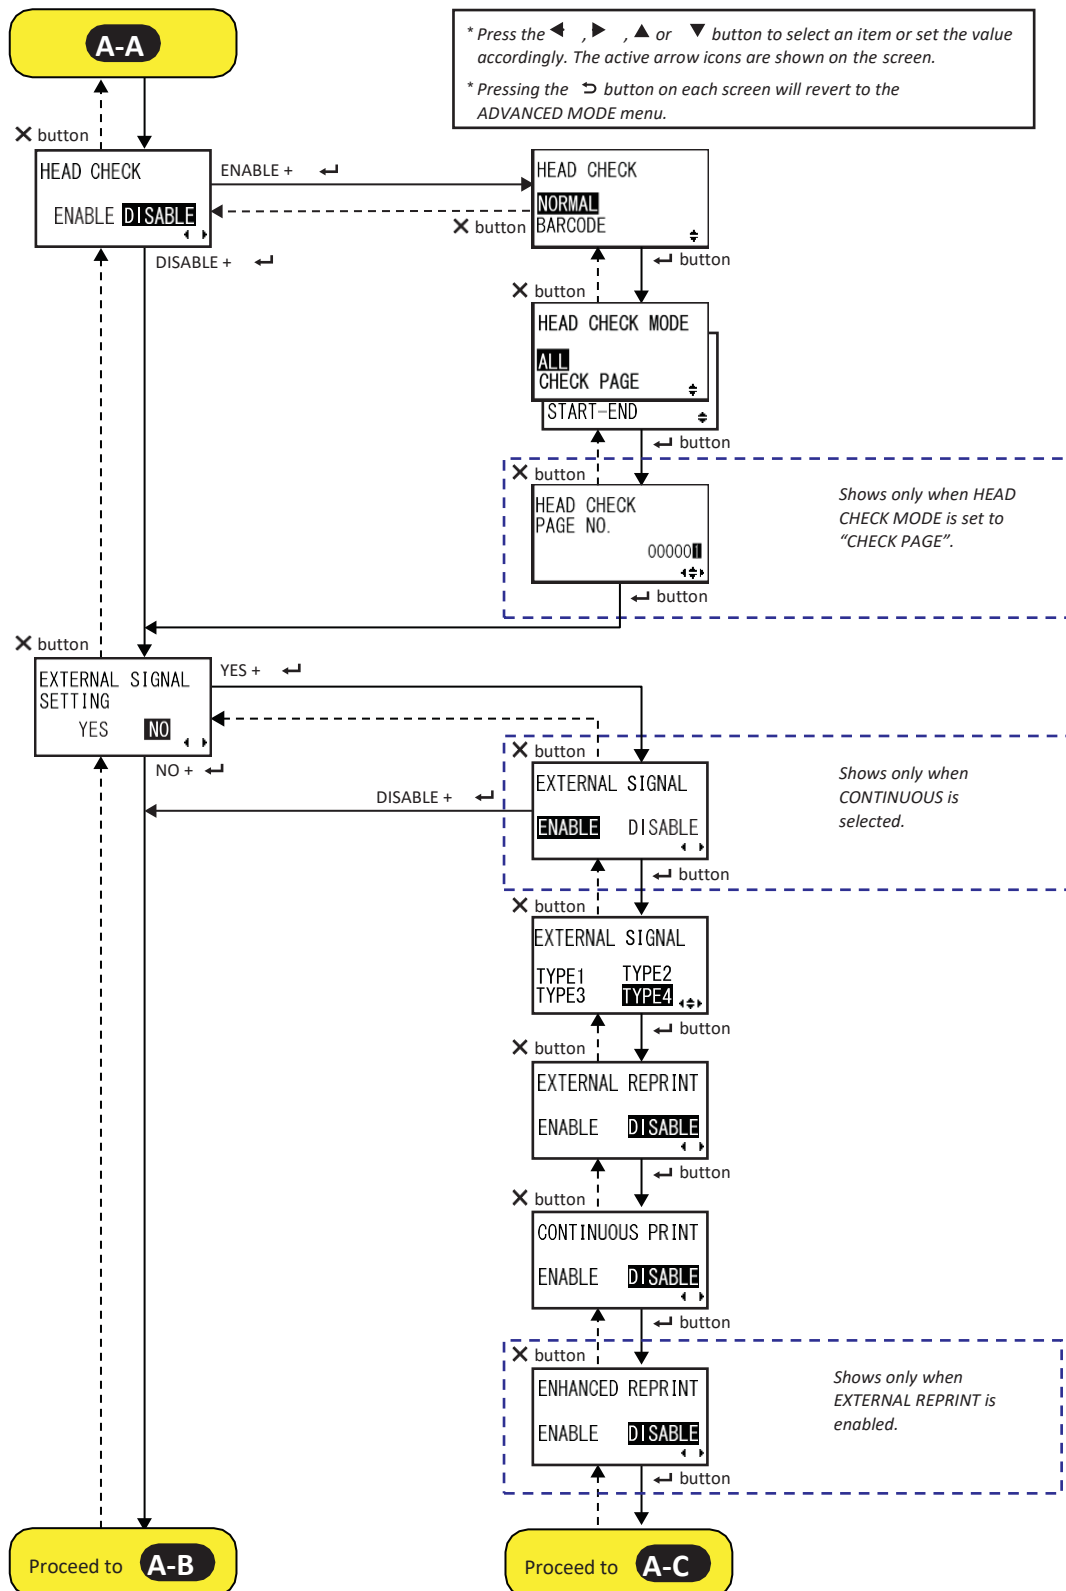 A-A
* Press the ◀ , ▶ , ▲ or ▼ button to select an item or set the value
accordingly. The active arrow icons are shown on the screen.
* Pressing the ⮌ button on each screen will revert to the
ADVANCED MODE menu.
✕ button
HEAD CHECK
ENABLE DISABLE
ENABLE + ↵
HEAD CHECK
NORMAL
BARCODE
✕ button
DISABLE + ↵
↵ button
✕ button
HEAD CHECK MODE
ALL
CHECK PAGE
START-END
↵ button
✕ button
HEAD CHECK
PAGE NO.
000001
Shows only when HEAD
CHECK MODE is set to
“CHECK PAGE”.
↵ button
✕ button
EXTERNAL SIGNAL
SETTING
YES NO
YES + ↵
NO + ↵
✕ button
EXTERNAL SIGNAL
ENABLE DISABLE
Shows only when
CONTINUOUS is
selected.
DISABLE + ↵
↵ button
✕ button
EXTERNAL SIGNAL
TYPE1 TYPE2
TYPE3 TYPE4
↵ button
✕ button
EXTERNAL REPRINT
ENABLE DISABLE
↵ button
✕ button
CONTINUOUS PRINT
ENABLE DISABLE
↵ button
✕ button
ENHANCED REPRINT
ENABLE DISABLE
Shows only when
EXTERNAL REPRINT is
enabled.
↵ button
Proceed to A-B
Proceed to A-C